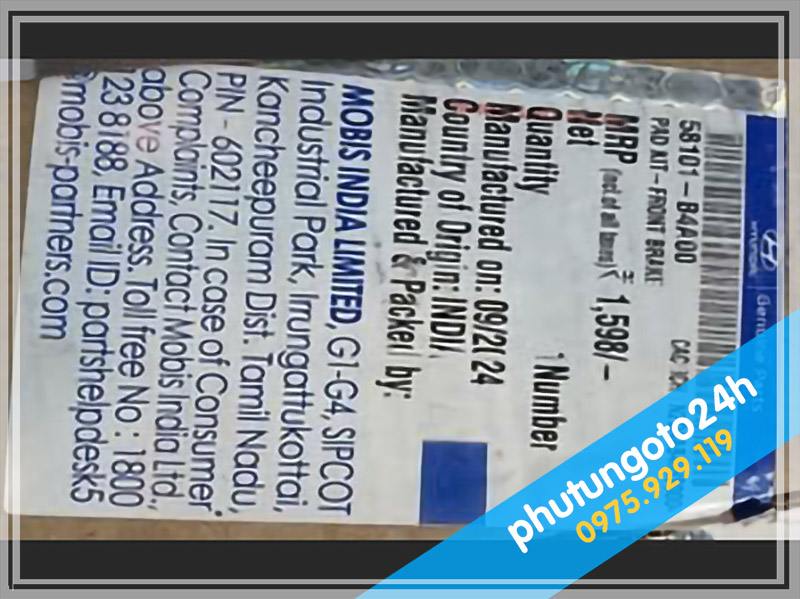 HYUNDAI Genuine Parts
58101-B4A00
PAD KIT-FRONT BRAKE
MRP (incl. of all taxes) ₹ 1,598/-
Net
Quantity 1 Number
Manufactured on: 09/2024
Country of Origin: INDIA
Manufactured & Packed by:
MOBIS INDIA LIMITED, G1-G4, SIPCOT
Industrial Park, Irrungattukottai,
Kancheepuram Dist. Tamil Nadu,
PIN - 602117. In case of Consumer
Complaints, Contact Mobis India Ltd.,
above Address. Toll free No : 1800
123 8188, Email ID: partshelpdesk5
@mobis-partners.com
phutungoto24h
0975.929.119